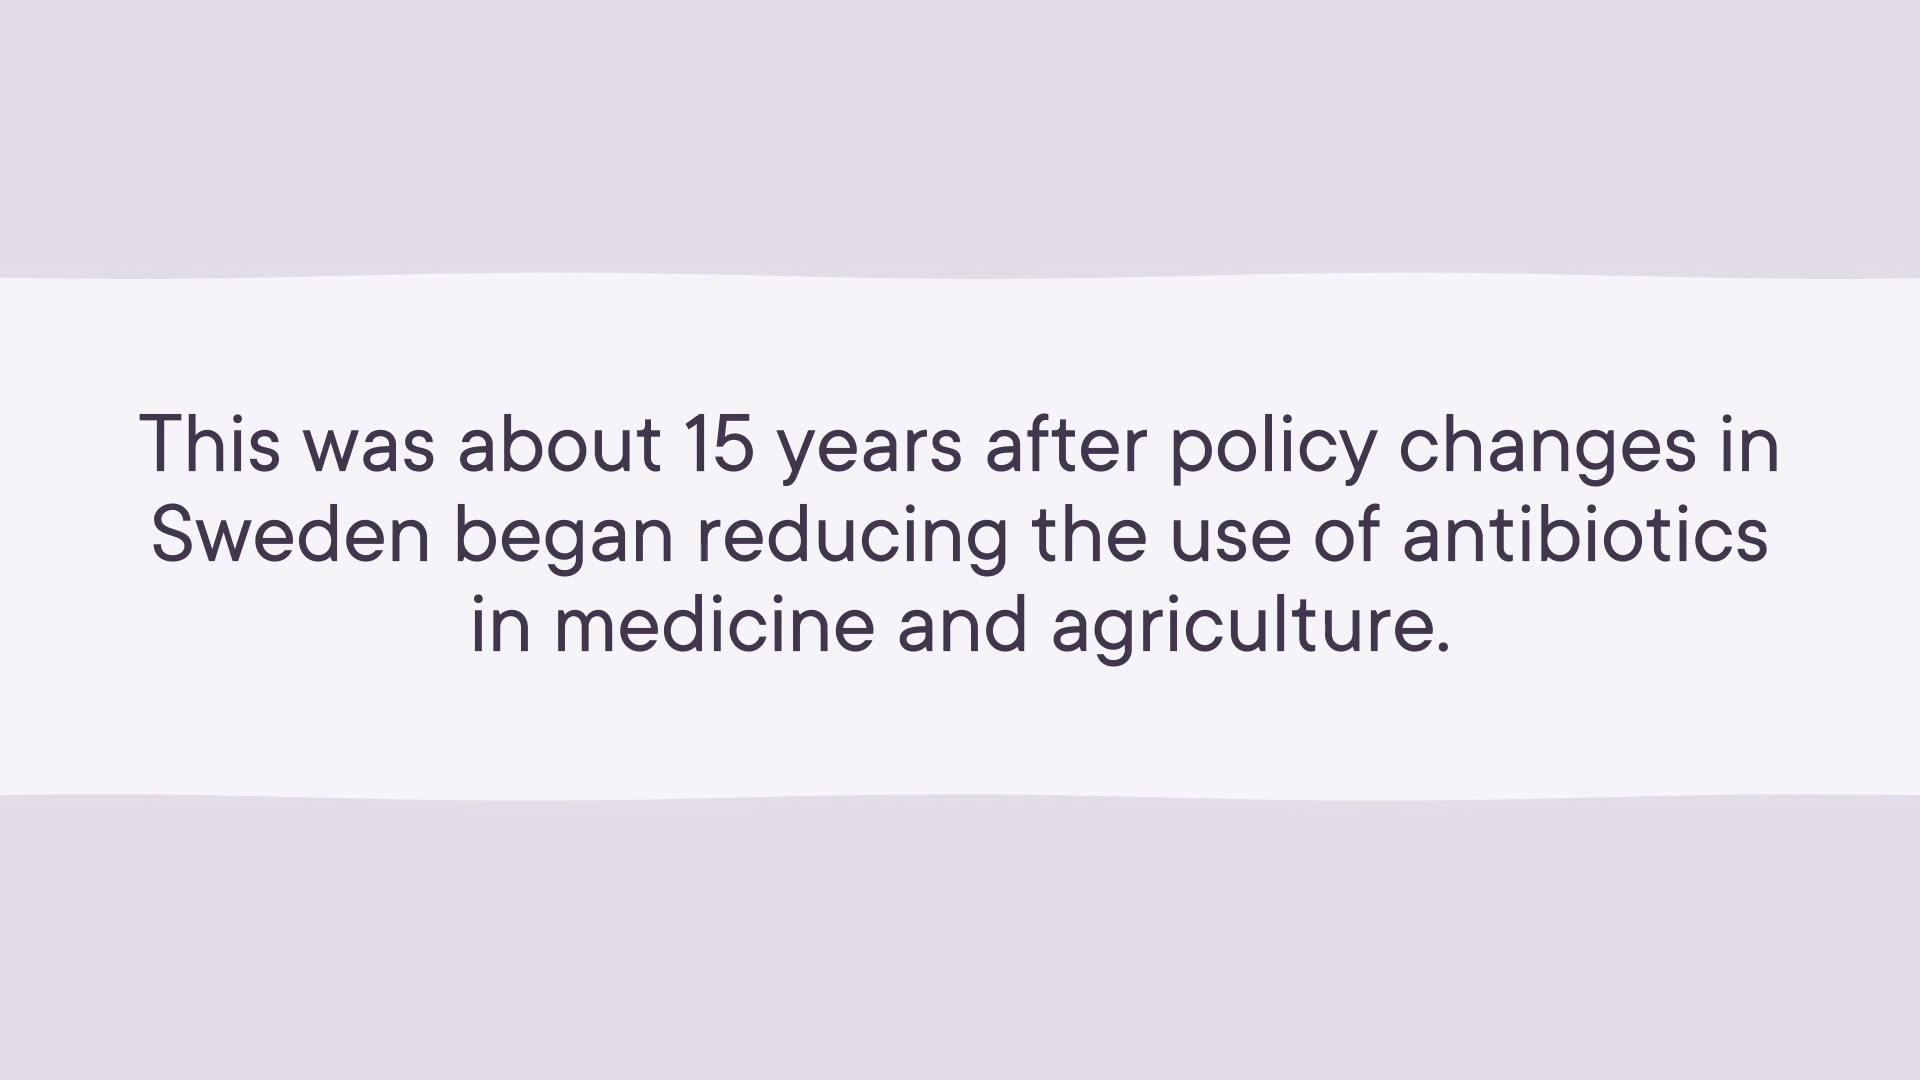 This was about 15 years after policy changes in
Sweden began reducing the use of antibiotics
in medicine and agriculture.